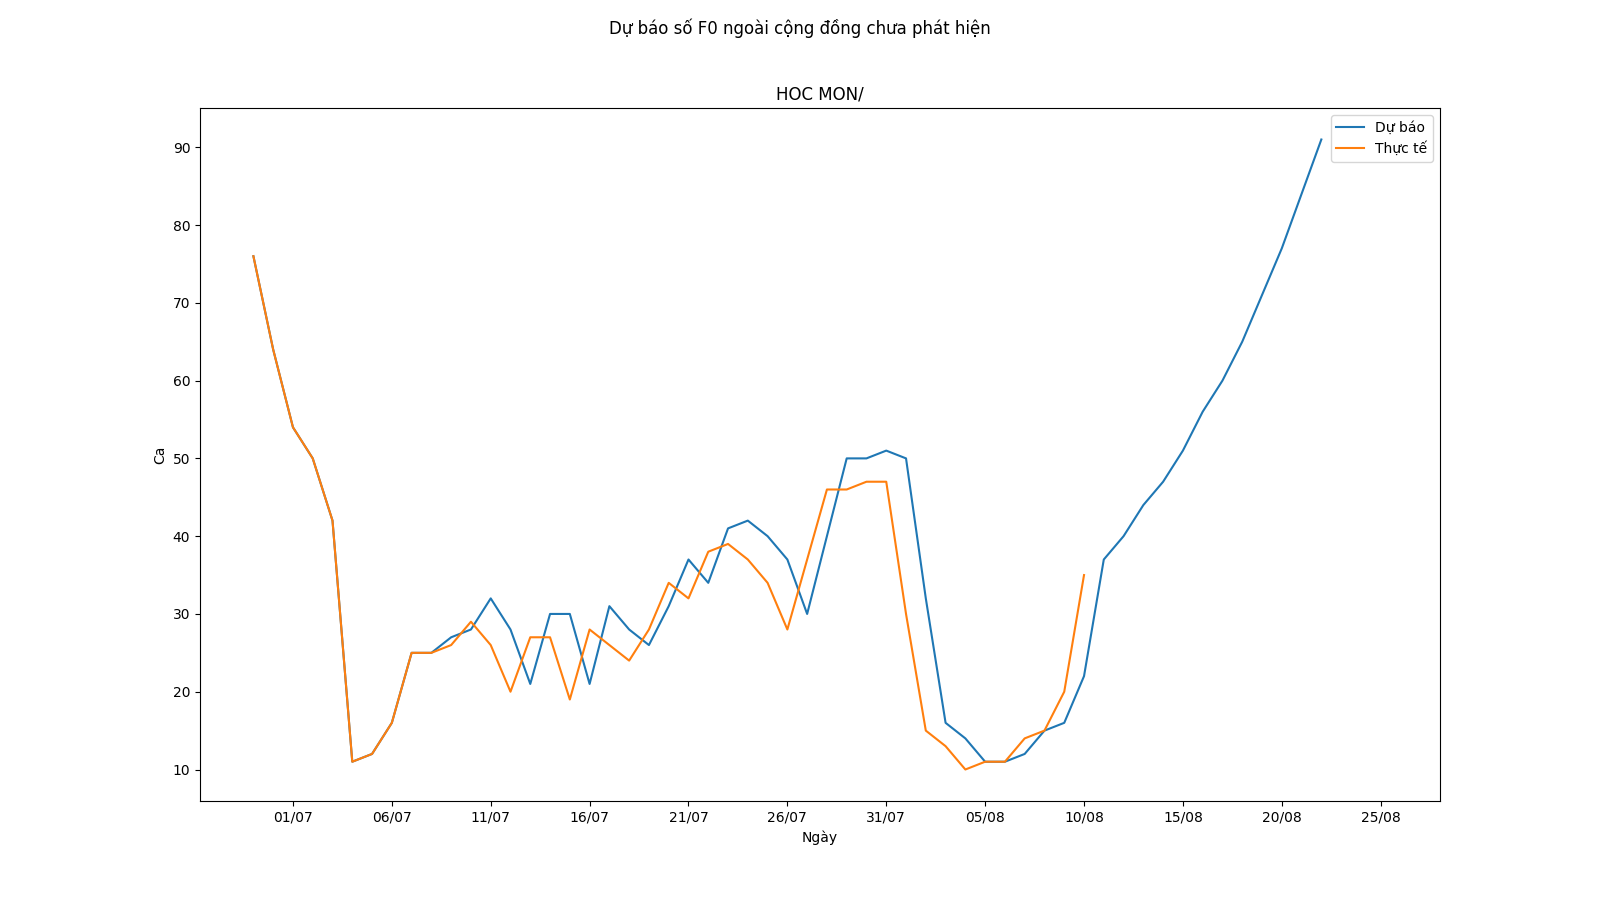 Dự báo số F0 ngoài cộng đồng chưa phát hiện
HOC MON/
Dự báo
Thực tế
90
80
70
60
50
40
30
20
10
Ca
01/07 06/07 11/07 16/07 21/07 26/07 31/07 05/08 10/08 15/08 20/08 25/08
Ngày